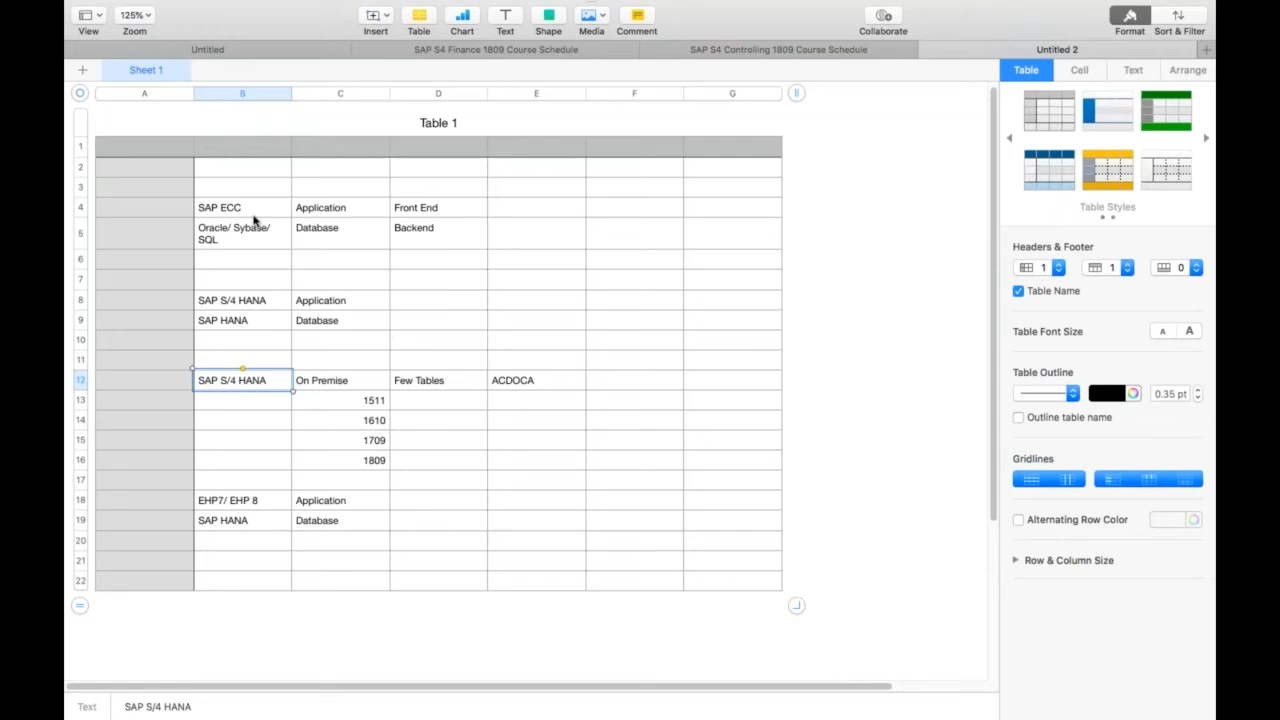 125%
View
Zoom
Insert
Table
Chart
Text
Shape
Media
Comment
Collaborate
Format
Sort & Filter
Untitled
SAP S4 Finance 1809 Course Schedule
SAP S4 Controlling 1809 Course Schedule
Untitled 2
Sheet 1
Table
Cell
Text
Arrange
A B C D E F G
Table 1
1
2
3
4 SAP ECC Application Front End
5 Oracle/ Sybase/ Database Backend
SQL
6
7
8 SAP S/4 HANA Application
9 SAP HANA Database
10
11
12 SAP S/4 HANA On Premise Few Tables ACDOCA
13 1511
14 1610
15 1709
16 1809
17
18 EHP7/ EHP 8 Application
19 SAP HANA Database
20
21
22
Table Styles
Headers & Footer
1 1 0
Table Name
Table Font Size
A A
Table Outline
0.35 pt
Outline table name
Gridlines
Alternating Row Color
Row & Column Size
Text SAP S/4 HANA